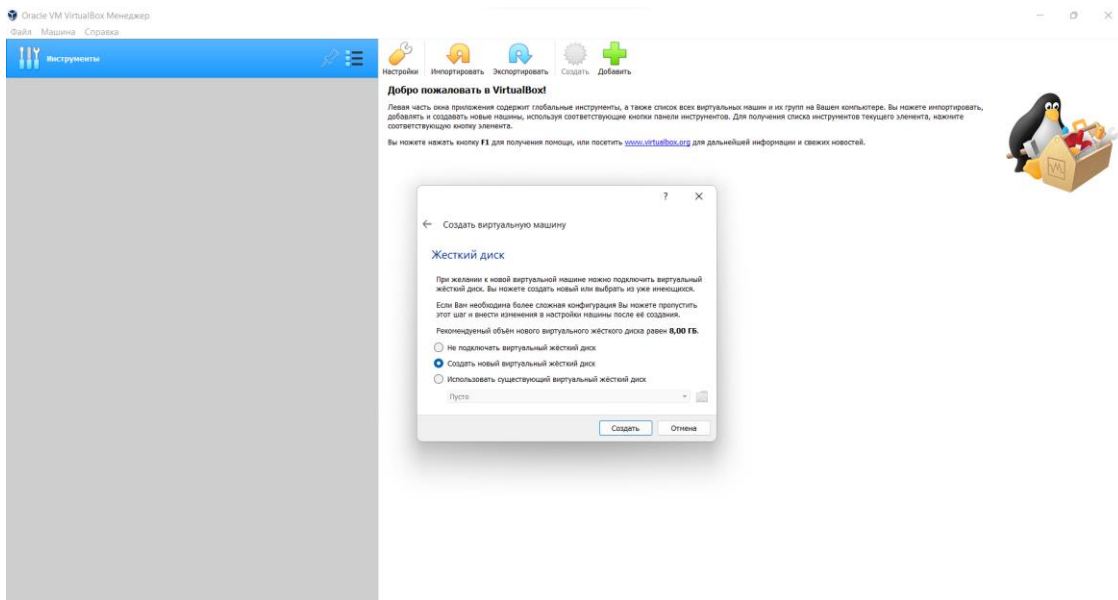 Oracle VM VirtualBox Менеджер
Файл Машина Справка
Инструменты
Настройки Импортировать Экспортировать Создать Добавить
Добро пожаловать в VirtualBox!
Левая часть окна приложения содержит глобальные инструменты, а также список всех виртуальных машин и их групп на Вашем компьютере. Вы можете импортировать,
добавлять и создавать новые машины, используя соответствующие кнопки панели инструментов. Для получения списка инструментов текущего элемента, нажмите
соответствующую кнопку элемента.
Вы можете нажать кнопку F1 для получения помощи, или посетить www.virtualbox.org для дальнейшей информации и свежих новостей.
?
Создать виртуальную машину
Жесткий диск
При желании к новой виртуальной машине можно подключить виртуальный
жёсткий диск. Вы можете создать новый или выбрать из уже имеющихся.
Если Вам необходима более сложная конфигурация Вы можете пропустить
этот шаг и внести изменения в настройки машины после её создания.
Рекомендуемый объём нового виртуального жёсткого диска равен 8,00 ГБ.
Не подключать виртуальный жёсткий диск
Создать новый виртуальный жёсткий диск
Использовать существующий виртуальный жёсткий диск
Пусто
Создать Отмена